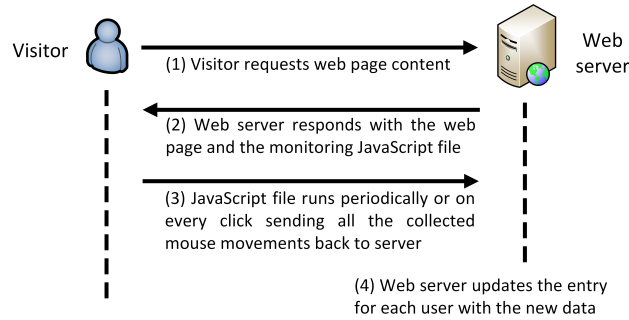 Visitor
Web
server
(1) Visitor requests web page content
(2) Web server responds with the web
page and the monitoring JavaScript file
(3) JavaScript file runs periodically or on
every click sending all the collected
mouse movements back to server
(4) Web server updates the entry
for each user with the new data